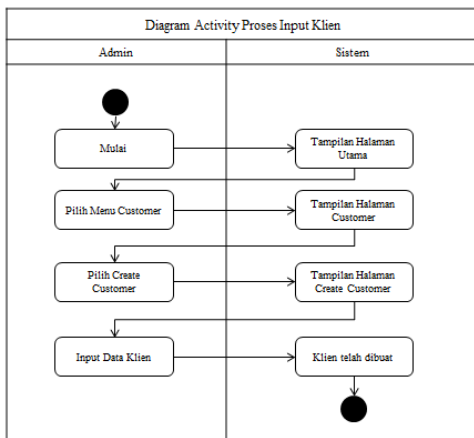 Diagram Activity Proses Input Klien
Admin
Sistem
Mulai
Tampilan Halaman
Utama
Pilih Menu Customer
Tampilan Halaman
Customer
Pilih Create
Customer
Tampilan Halaman
Create Customer
Input Data Klien
Klien telah dibuat